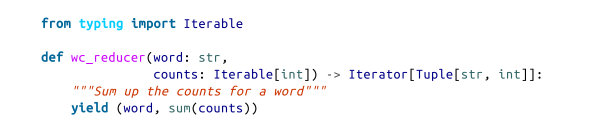 from typing import Iterable

def wc_reducer(word: str,
               counts: Iterable[int]) -> Iterator[Tuple[str, int]]:
    """Sum up the counts for a word"""
    yield (word, sum(counts))